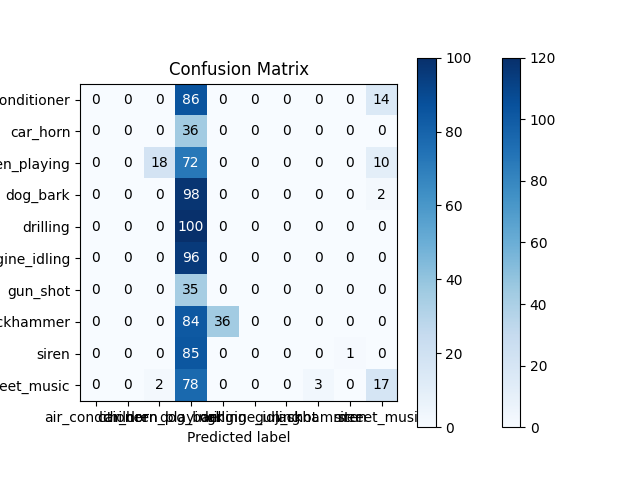 Confusion Matrix
onditioner 0 0 0 86 0 0 0 0 0 14
car_horn 0 0 0 36 0 0 0 0 0 0
en_playing 0 0 18 72 0 0 0 0 0 10
dog_bark 0 0 0 98 0 0 0 0 0 2
drilling 0 0 0 100 0 0 0 0 0 0
gine_idling 0 0 0 96 0 0 0 0 0 0
gun_shot 0 0 0 35 0 0 0 0 0 0
ckhammer 0 0 0 84 36 0 0 0 0 0
siren 0 0 0 85 0 0 0 0 1 0
eet_music 0 0 2 78 0 0 0 3 0 17
Predicted label
100
80
60
40
20
0
120
100
80
60
40
20
0